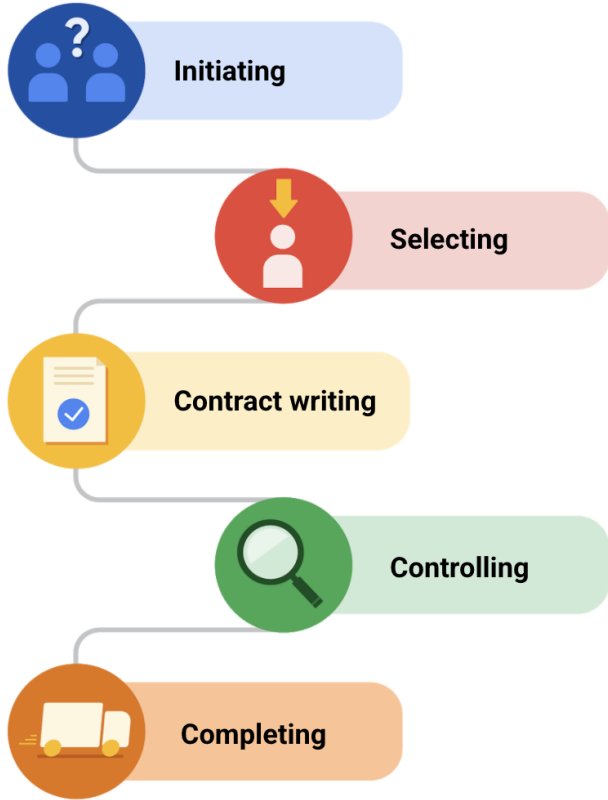 ?
Initiating
Selecting
Contract writing
Controlling
Completing